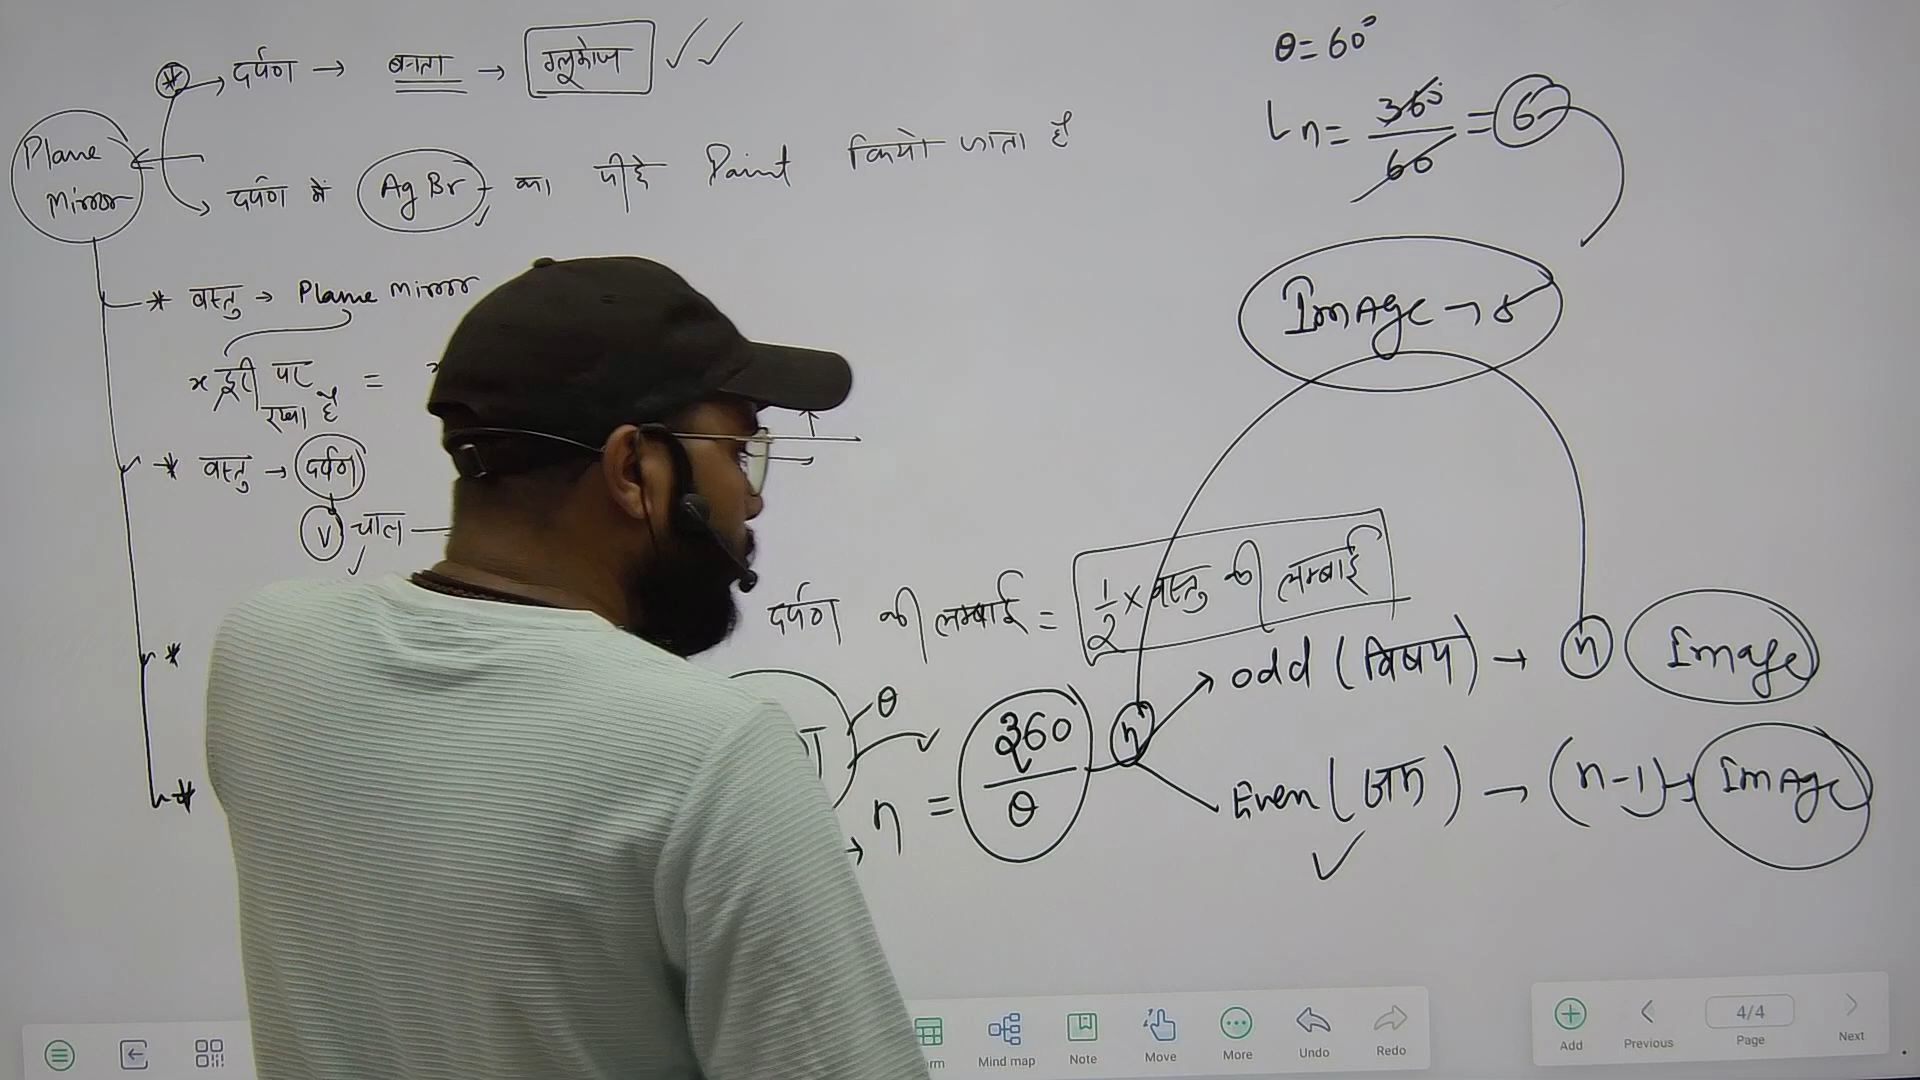 * → दर्पण → बनता → ग्लूकोज ✓✓
Plane Mirror
दर्पण में AgBr का पीछे Paint किया जाता है
* वस्तु → Plane Mirror
x दूरी पर = x
रखा है
* वस्तु → दर्पण
V चाल
दर्पण की लम्बाई = 1/2 × वस्तु की लम्बाई
*
*
θ
n = 360/θ
n
odd (विषम) → n Image
Even (सम) → (n-1) → Image
θ = 60°
n = 360/60 = 6
Image → 5
Mind map
Note
Move
More
Undo
Redo
Add
Previous
4/4
Page
Next